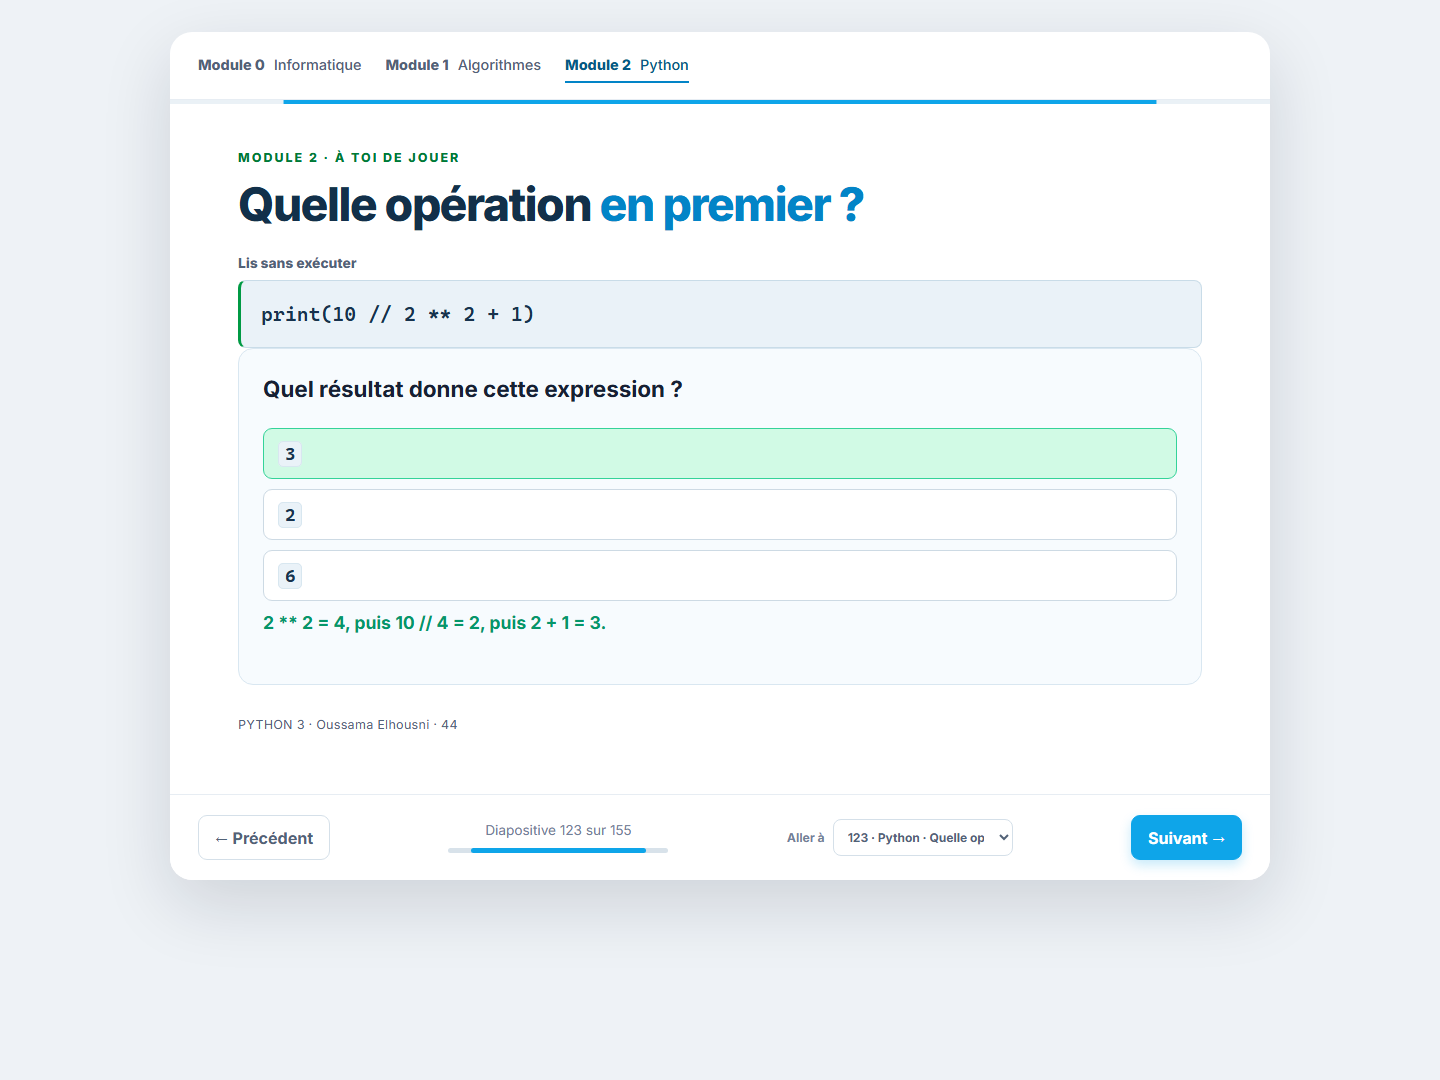 Module 0 Informatique Module 1 Algorithmes Module 2 Python
MODULE 2 · À TOI DE JOUER
Quelle opération en premier ?
Lis sans exécuter
print(10 // 2 ** 2 + 1)
Quel résultat donne cette expression ?
3
2
6
2 ** 2 = 4, puis 10 // 4 = 2, puis 2 + 1 = 3.
PYTHON 3 · Oussama Elhousni · 44
← Précédent
Diapositive 123 sur 155
Aller à
123 · Python · Quelle op
Suivant →